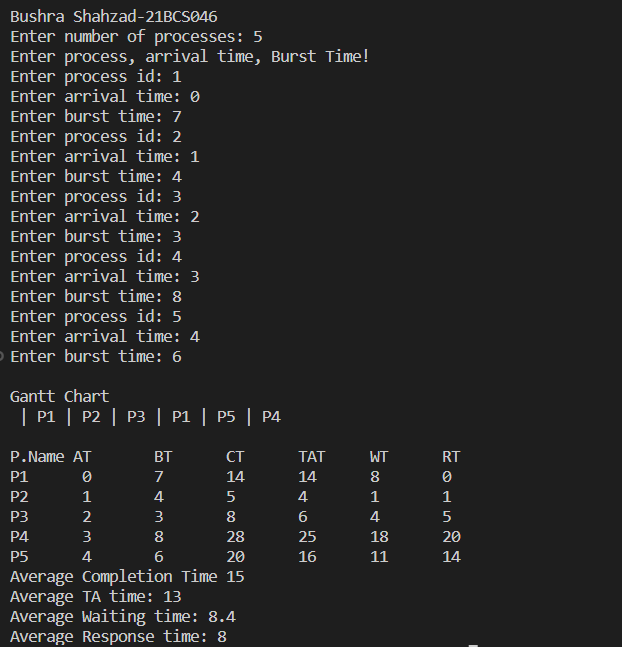 Bushra Shahzad-21BCS046
Enter number of processes: 5
Enter process, arrival time, Burst Time!
Enter process id: 1
Enter arrival time: 0
Enter burst time: 7
Enter process id: 2
Enter arrival time: 1
Enter burst time: 4
Enter process id: 3
Enter arrival time: 2
Enter burst time: 3
Enter process id: 4
Enter arrival time: 3
Enter burst time: 8
Enter process id: 5
Enter arrival time: 4
Enter burst time: 6
Gantt Chart
| P1 | P2 | P3 | P1 | P5 | P4
P.Name AT BT CT TAT WT RT
P1 0 7 14 14 8 0
P2 1 4 5 4 1 1
P3 2 3 8 6 4 5
P4 3 8 28 25 18 20
P5 4 6 20 16 11 14
Average Completion Time 15
Average TA time: 13
Average Waiting time: 8.4
Average Response time: 8